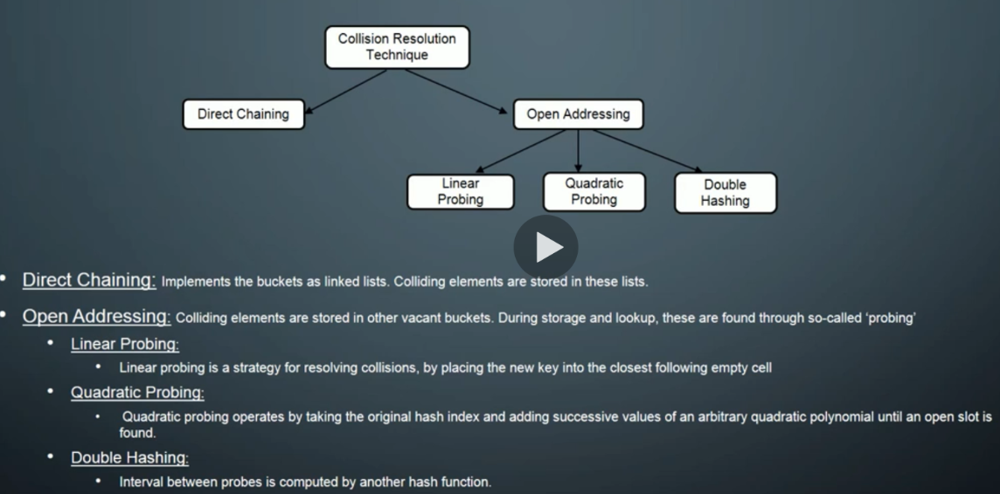 Collision Resolution
Technique
Direct Chaining
Open Addressing
Linear
Probing
Quadratic
Probing
Double
Hashing
• Direct Chaining: Implements the buckets as linked lists. Colliding elements are stored in these lists.
• Open Addressing: Colliding elements are stored in other vacant buckets. During storage and lookup, these are found through so-called ‘probing’
• Linear Probing:
• Linear probing is a strategy for resolving collisions, by placing the new key into the closest following empty cell
• Quadratic Probing:
• Quadratic probing operates by taking the original hash index and adding successive values of an arbitrary quadratic polynomial until an open slot is
found.
• Double Hashing:
• Interval between probes is computed by another hash function.